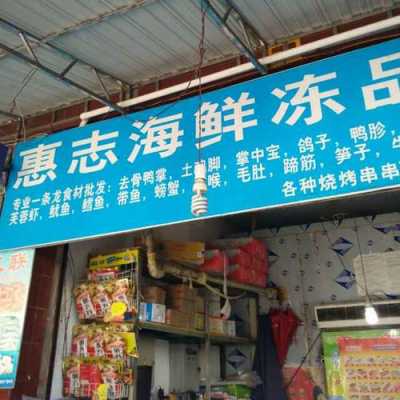 惠志海鲜冻品
专业一条龙食材批发：去骨鸭掌，土 脚，掌中宝，鸽子，鸭胗，
芙蓉虾，鱿鱼，鳕鱼，带鱼，螃蟹， 喉，毛肚，蹄筋，笋子，牛
各种烧烤串串